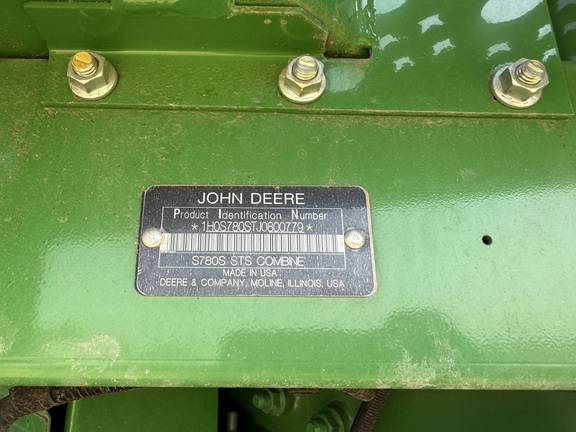 JOHN DEERE
Product Identification Number
*1H0S780STJ0800779*
S780S STS COMBINE
MADE IN USA
DEERE & COMPANY, MOLINE, ILLINOIS, USA